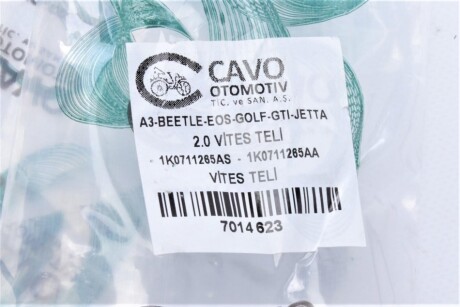 CAVO
OTOMOTİV
TİC. ve SAN. A.Ş.
A3-BEETLE-EOS-GOLF-GTI-JETTA
2.0 VİTES TELİ
1K0711265AS - 1K0711265AA
VİTES TELİ
7014623